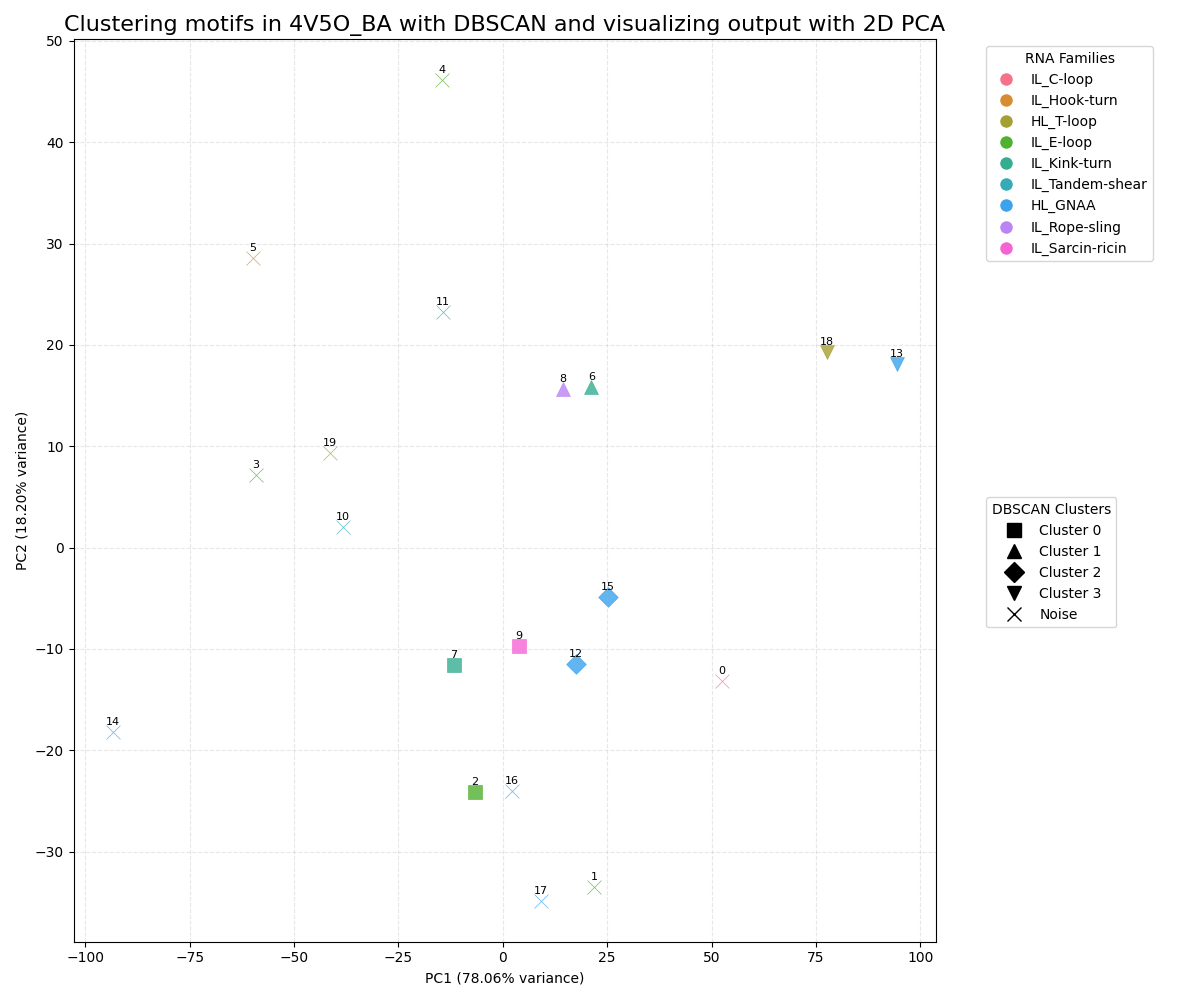 Clustering motifs in 4V5O_BA with DBSCAN and visualizing output with 2D PCA
50
40
30
20
10
0
−10
−20
−30
−100
−75
−50
−25
0
25
50
75
100
PC2 (18.20% variance)
PC1 (78.06% variance)
4
5
11
18
13
8
6
19
3
10
15
9
7
12
0
14
2
16
1
17
RNA Families
IL_C-loop
IL_Hook-turn
HL_T-loop
IL_E-loop
IL_Kink-turn
IL_Tandem-shear
HL_GNAA
IL_Rope-sling
IL_Sarcin-ricin
DBSCAN Clusters
Cluster 0
Cluster 1
Cluster 2
Cluster 3
Noise